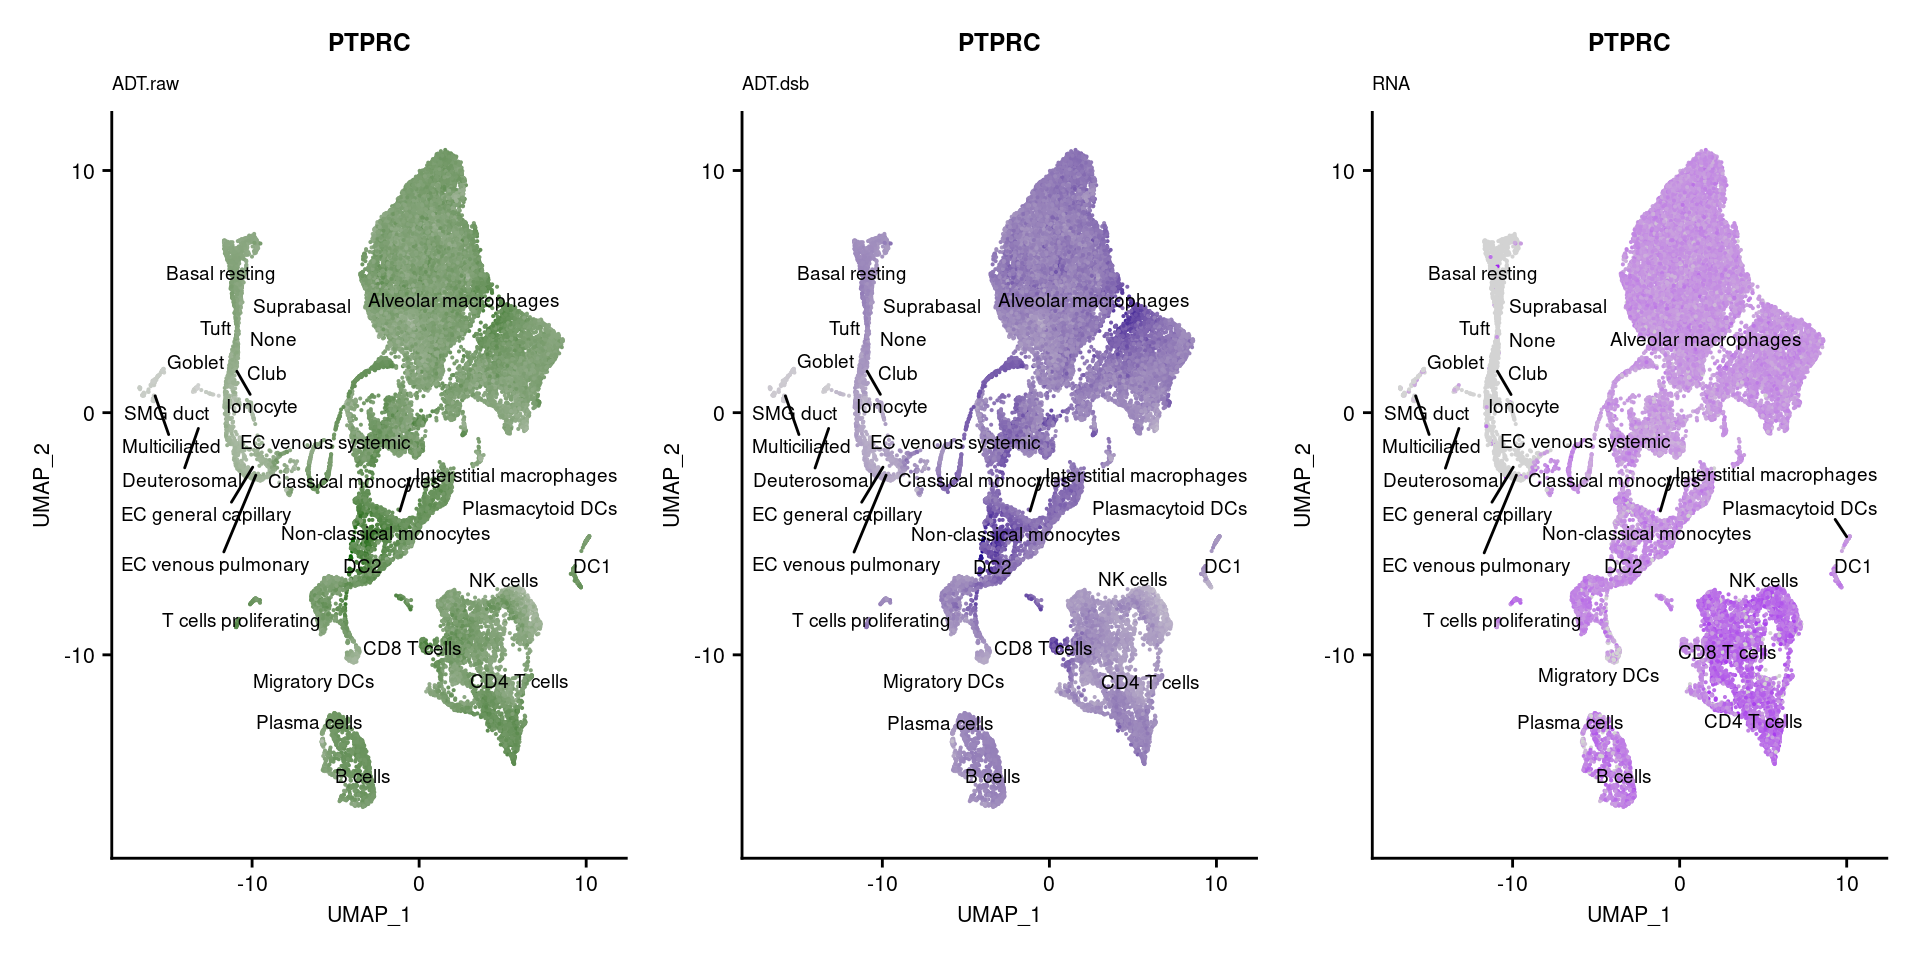 PTPRC
ADT.raw
10
0
-10
-10
0
10
UMAP_1
UMAP_2
Basal resting
Suprabasal
Alveolar macrophages
Tuft
None
Goblet
Club
SMG duct
Ionocyte
Multiciliated
EC venous systemic
Deuterosomal
Classical monocytes
Interstitial macrophages
EC general capillary
Plasmacytoid DCs
Non-classical monocytes
EC venous pulmonary
DC2
DC1
NK cells
T cells proliferating
CD8 T cells
Migratory DCs
CD4 T cells
Plasma cells
B cells
PTPRC
ADT.dsb
10
0
-10
-10
0
10
UMAP_1
UMAP_2
Basal resting
Suprabasal
Alveolar macrophages
Tuft
None
Goblet
Club
SMG duct
Ionocyte
Multiciliated
EC venous systemic
Deuterosomal
Classical monocytes
Interstitial macrophages
EC general capillary
Plasmacytoid DCs
Non-classical monocytes
EC venous pulmonary
DC2
DC1
NK cells
T cells proliferating
CD8 T cells
Migratory DCs
CD4 T cells
Plasma cells
B cells
PTPRC
RNA
10
0
-10
-10
0
10
UMAP_1
UMAP_2
Basal resting
Suprabasal
Tuft
None
Alveolar macrophages
Goblet
Club
SMG duct
Ionocyte
Multiciliated
EC venous systemic
Deuterosomal
Classical monocytes
Interstitial macrophages
EC general capillary
Plasmacytoid DCs
Non-classical monocytes
EC venous pulmonary
DC2
DC1
NK cells
T cells proliferating
CD8 T cells
Migratory DCs
CD4 T cells
Plasma cells
B cells